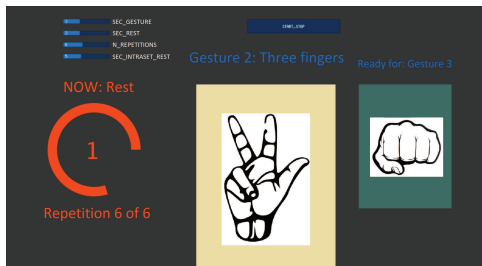 SEC_GESTURE
SEC_REST
N_REPETITIONS
SEC_INTRASET_REST
START_STOP
Gesture 2: Three fingers
Ready for: Gesture 3
NOW: Rest
1
Repetition 6 of 6